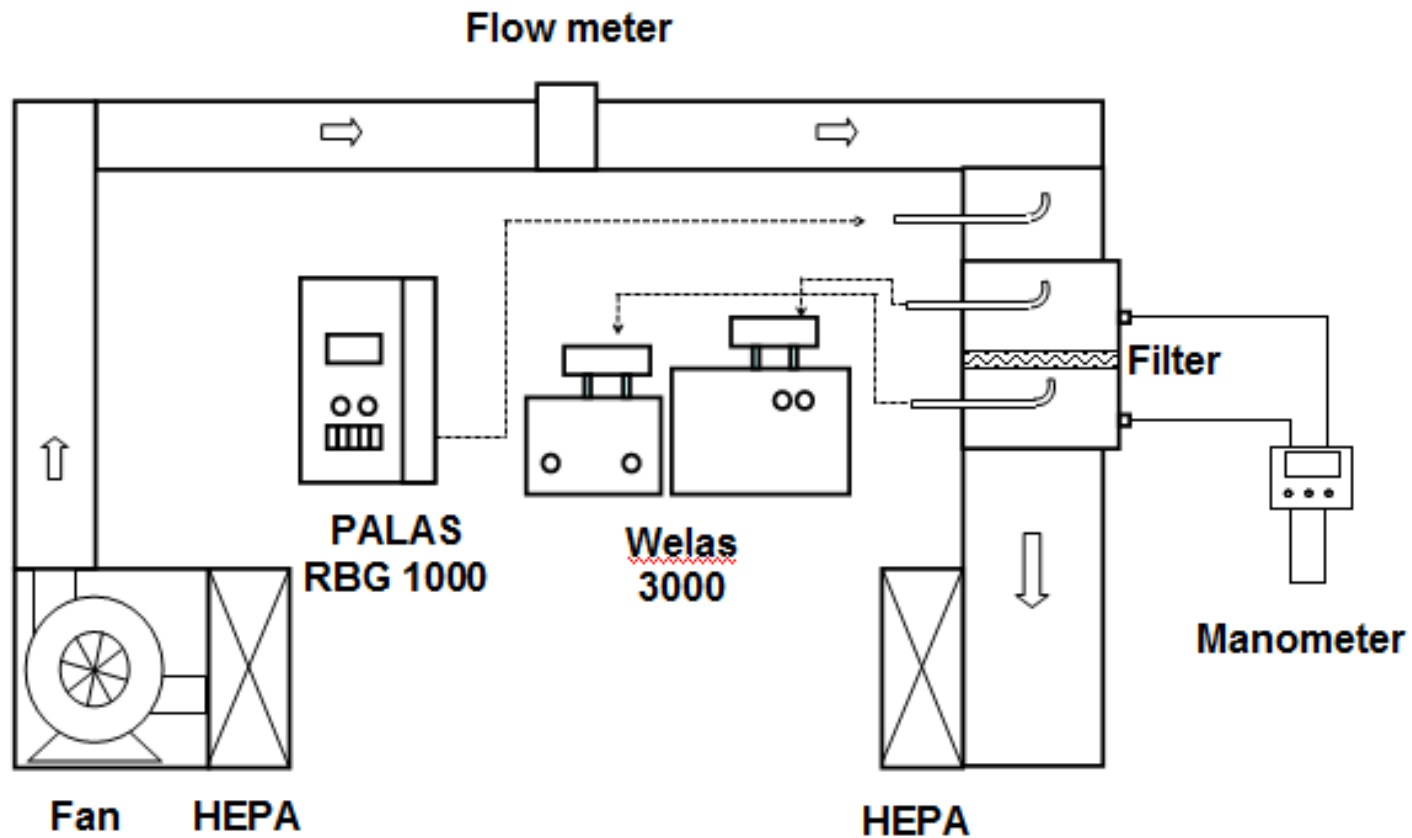 Flow meter
Filter
PALAS
RBG 1000
Welas
3000
Manometer
Fan
HEPA
HEPA